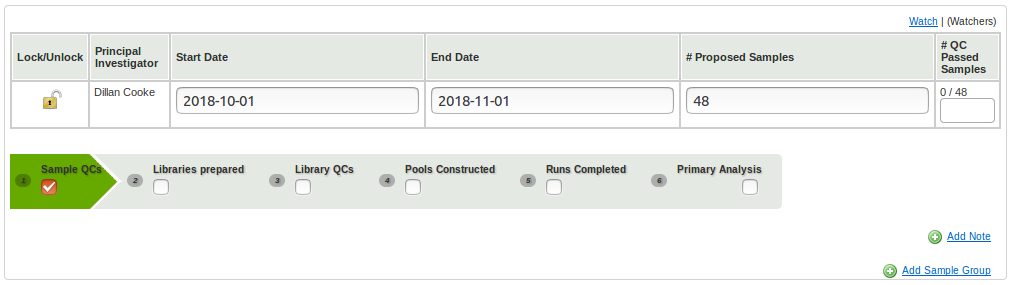 Watch | (Watchers)
Lock/Unlock Principal Investigator Start Date End Date # Proposed Samples # QC Passed Samples
Dillan Cooke 2018-10-01 2018-11-01 48 0 / 48
1 Sample QCs 2 Libraries prepared 3 Library QCs 4 Pools Constructed 5 Runs Completed 6 Primary Analysis
Add Note
Add Sample Group